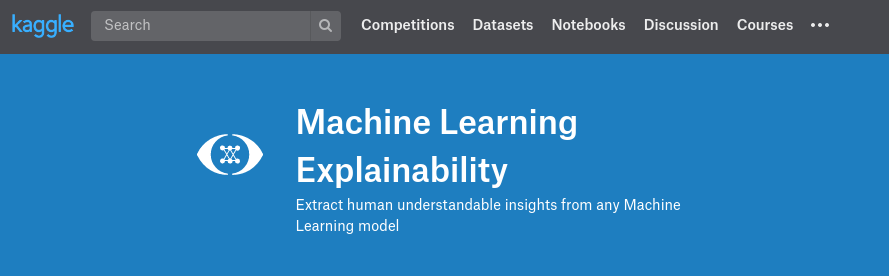 kaggle Search Competitions Datasets Notebooks Discussion Courses
Machine Learning
Explainability
Extract human understandable insights from any Machine
Learning model